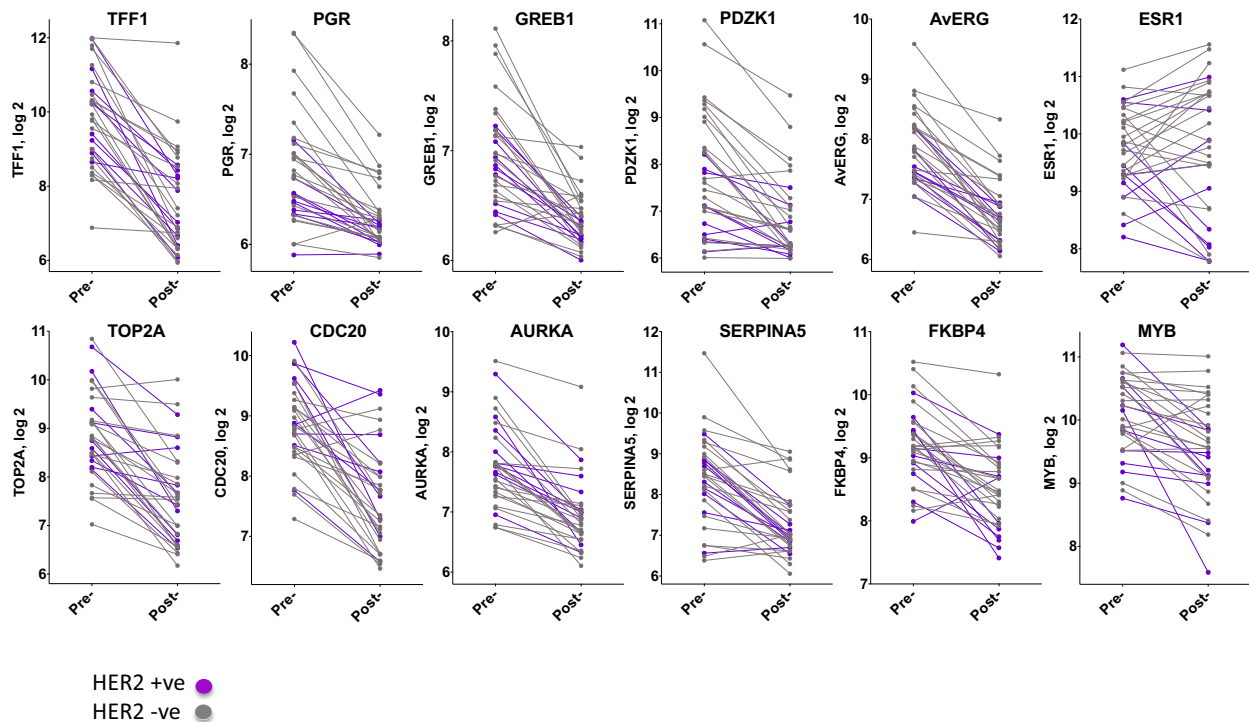 TFF1
TFF1, log 2
12
10
8
6
Pre-
Post-
PGR
PGR, log 2
8
7
6
Pre-
Post-
GREB1
GREB1, log 2
8
7
6
Pre-
Post-
PDZK1
PDZK1, log 2
11
10
9
8
7
6
Pre-
Post-
AvERG
AvERG, log 2
10
9
8
7
6
Pre-
Post-
ESR1
ESR1, log 2
12
11
10
9
8
Pre-
Post-
TOP2A
TOP2A, log 2
11
10
9
8
7
6
Pre-
Post-
CDC20
CDC20, log 2
10
9
8
7
Pre-
Post-
AURKA
AURKA, log 2
10
9
8
7
6
Pre-
Post-
SERPINA5
SERPINA5, log 2
12
11
10
9
8
7
6
Pre-
Post-
FKBP4
FKBP4, log 2
11
10
9
8
7
Pre-
Post-
MYB
MYB, log 2
11
10
9
8
Pre-
Post-
HER2 +ve
HER2 -ve